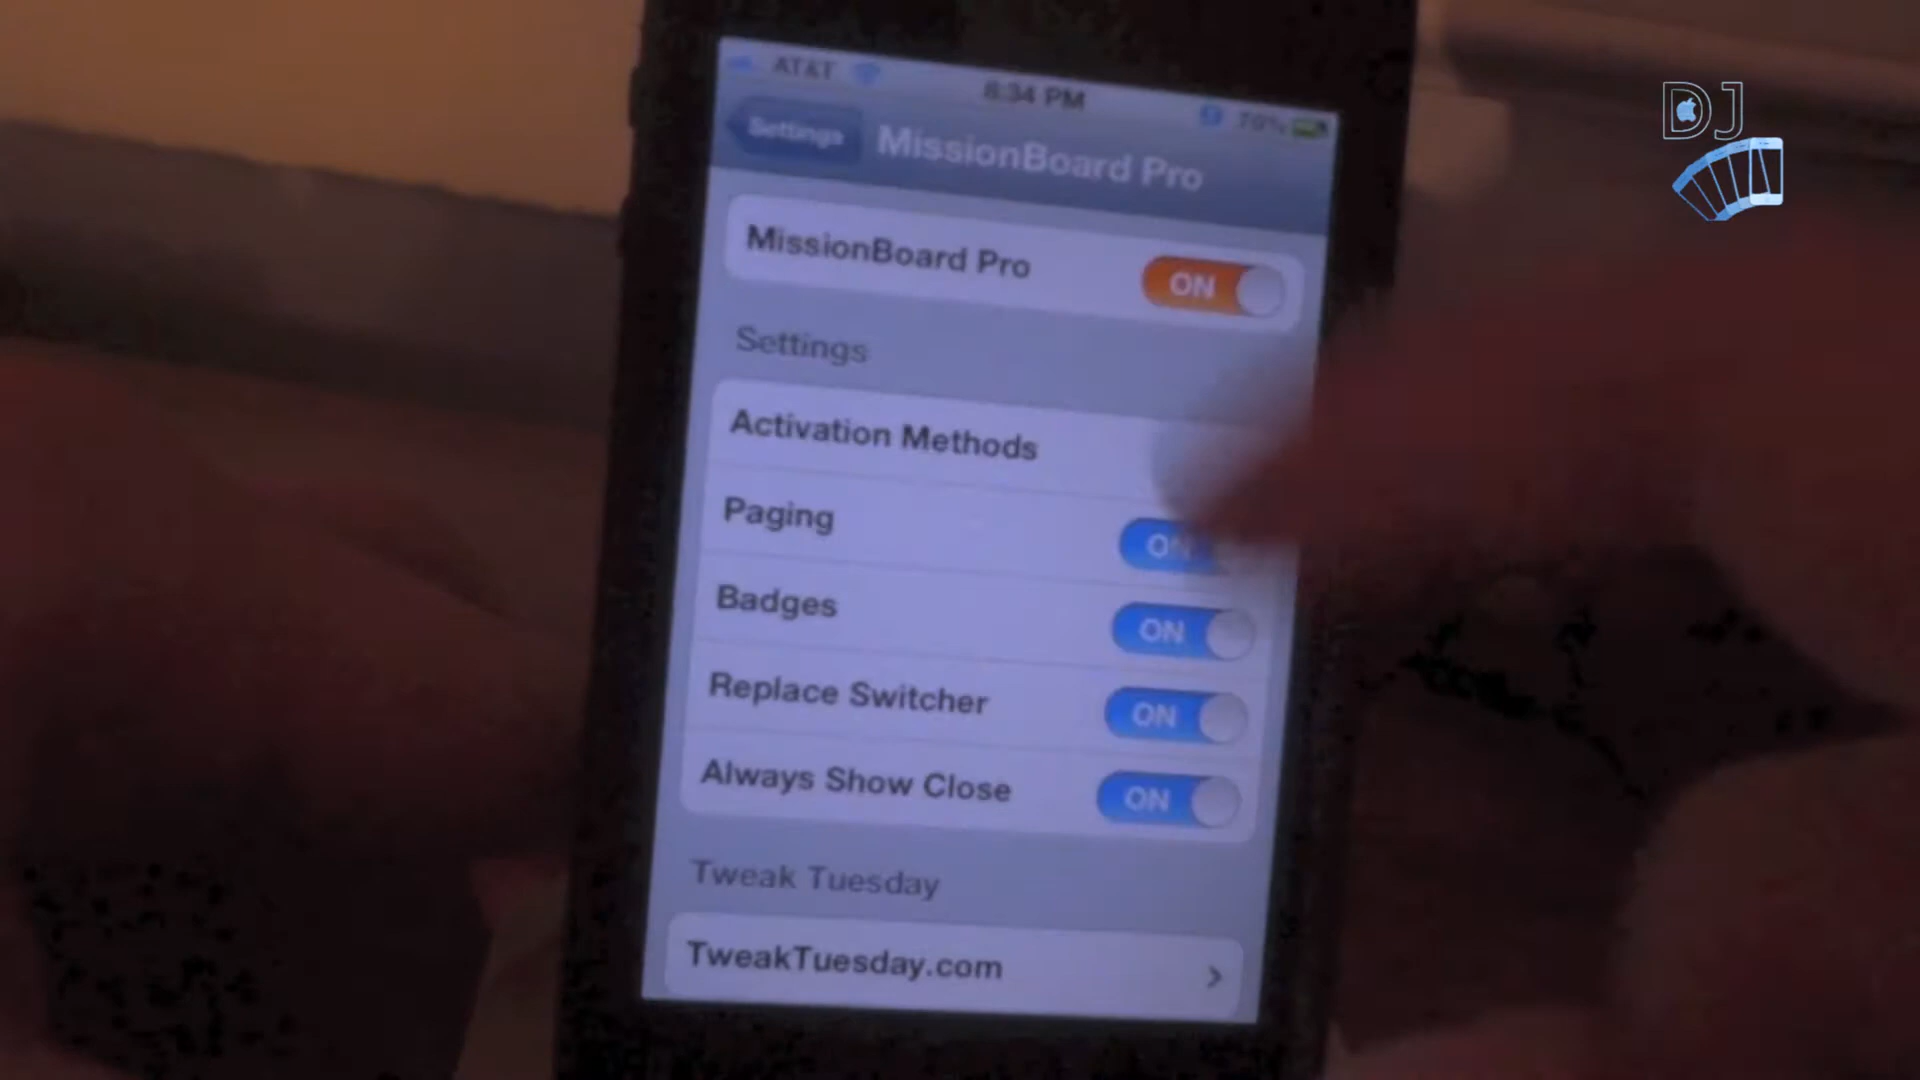 DJ
AT&T 8:34 PM
Settings MissionBoard Pro
MissionBoard Pro ON
Settings
Activation Methods
Paging ON
Badges ON
Replace Switcher ON
Always Show Close ON
Tweak Tuesday
TweakTuesday.com